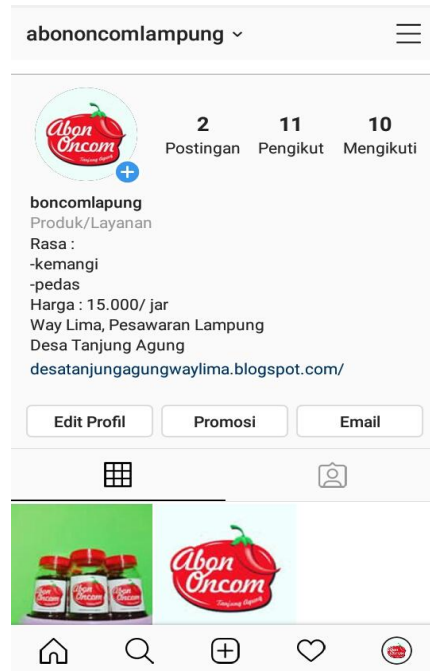 abononcomlampung
2 11 10
Postingan Pengikut Mengikuti
Abon
Oncom
Tanjung Agung
boncomlapung
Produk/Layanan
Rasa :
-kemangi
-pedas
Harga : 15.000/ jar
Way Lima, Pesawaran Lampung
Desa Tanjung Agung
desatanjungagungwaylima.blogspot.com/
Edit Profil Promosi Email
Abon
Oncom
Abon
Oncom
Tanjung Agung